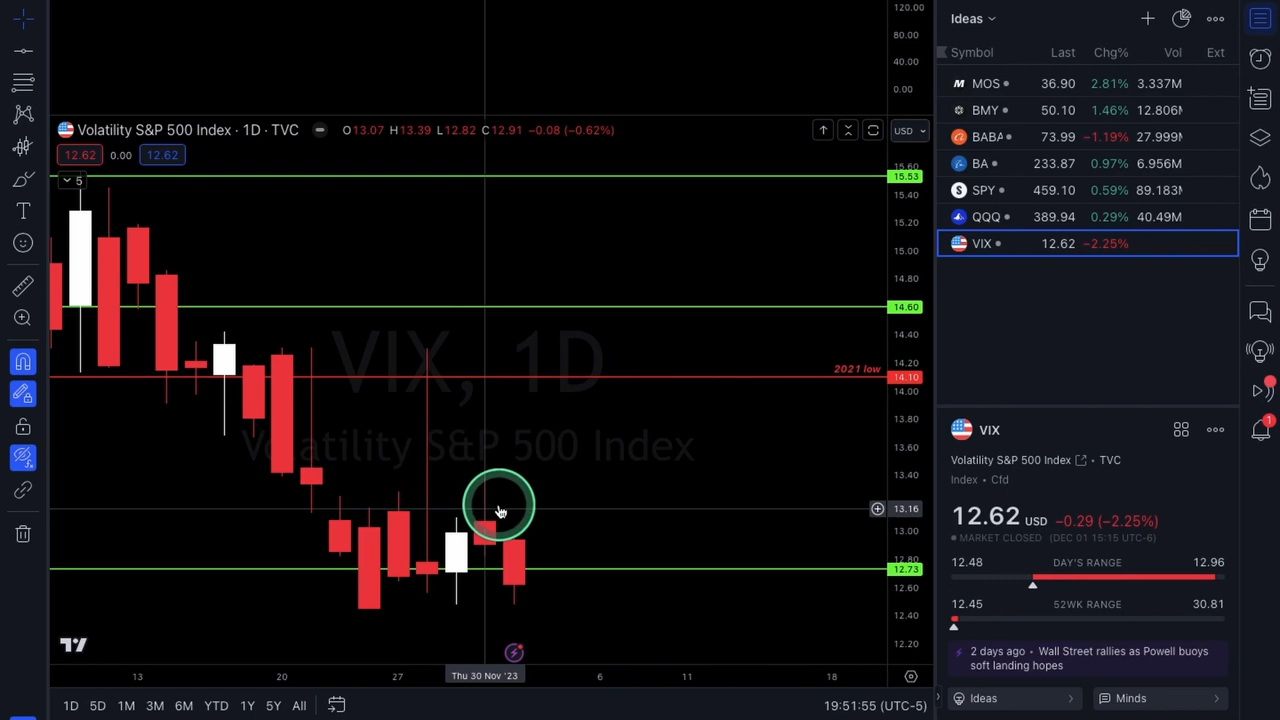 120.00
80.00
40.00
0.00
Volatility S&P 500 Index · 1D · TVC
O13.07 H13.39 L12.82 C12.91 −0.08 (−0.62%)
USD
12.62 0.00 12.62
5
15.60
15.53
15.40
15.20
15.00
14.80
14.60
14.40
14.20
2021 low 14.10
14.00
13.80
13.60
13.40
13.16
13.00
12.80
12.73
12.60
12.40
12.20
VIX, 1D
Volatility S&P 500 Index
13 20 27 Thu 30 Nov '23 6 11 18
1D 5D 1M 3M 6M YTD 1Y 5Y All
19:51:55 (UTC-5)
Ideas
Symbol Last Chg% Vol Ext
MOS 36.90 2.81% 3.337M
BMY 50.10 1.46% 12.806M
BABA 73.99 −1.19% 27.999M
BA 233.87 0.97% 6.956M
SPY 459.10 0.59% 89.183M
QQQ 389.94 0.29% 40.49M
VIX 12.62 −2.25%
VIX
Volatility S&P 500 Index • TVC
Index • Cfd
12.62 USD −0.29 (−2.25%)
MARKET CLOSED (DEC 01 15:15 UTC-6)
12.48 DAY'S RANGE 12.96
12.45 52WK RANGE 30.81
2 days ago • Wall Street rallies as Powell buoys
soft landing hopes
Ideas Minds
1